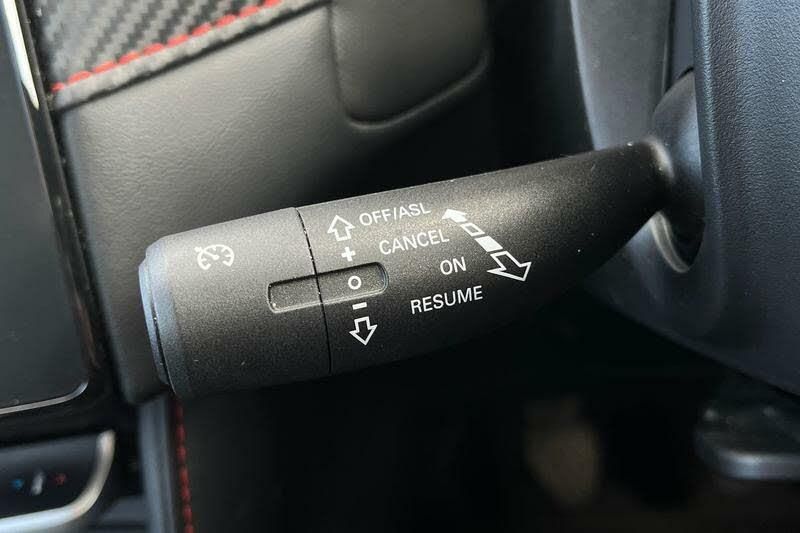 OFF/ASL
+
CANCEL
O
ON
−
RESUME